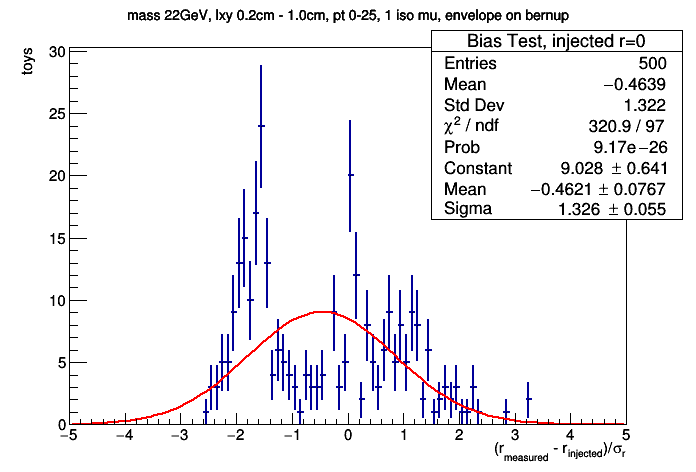 mass 22GeV, lxy 0.2cm - 1.0cm, pt 0-25, 1 iso mu, envelope on bernup
Bias Test, injected r=0
Entries 500
Mean −0.4639
Std Dev 1.322
χ² / ndf 320.9 / 97
Prob 9.17e−26
Constant 9.028 ± 0.641
Mean −0.4621 ± 0.0767
Sigma 1.326 ± 0.055
toys
30
25
20
15
10
5
0
−5 −4 −3 −2 −1 0 1 2 3 4 5
(r_measured - r_injected)/σ_r